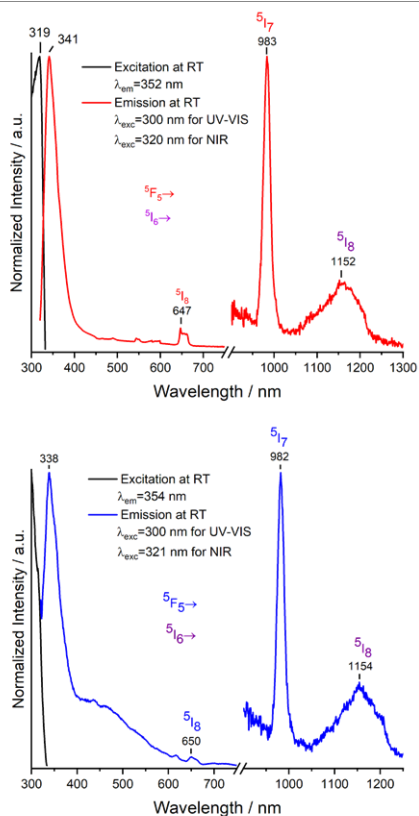 ⁵I₇
319
341
983
Excitation at RT
λem=352 nm
Emission at RT
λexc=300 nm for UV-VIS
λexc=320 nm for NIR
⁵F₅→
⁵I₆→
⁵I₈
1152
⁵I₈
647
Normalized Intensity / a.u.
300 400 500 600 700 1000 1100 1200 1300
Wavelength / nm
⁵I₇
338
982
Excitation at RT
λem=354 nm
Emission at RT
λexc=300 nm for UV-VIS
λexc=321 nm for NIR
⁵F₅→
⁵I₆→
⁵I₈
1154
⁵I₈
650
Normalized Intensity / a.u.
300 400 500 600 700 1000 1100 1200
Wavelength / nm